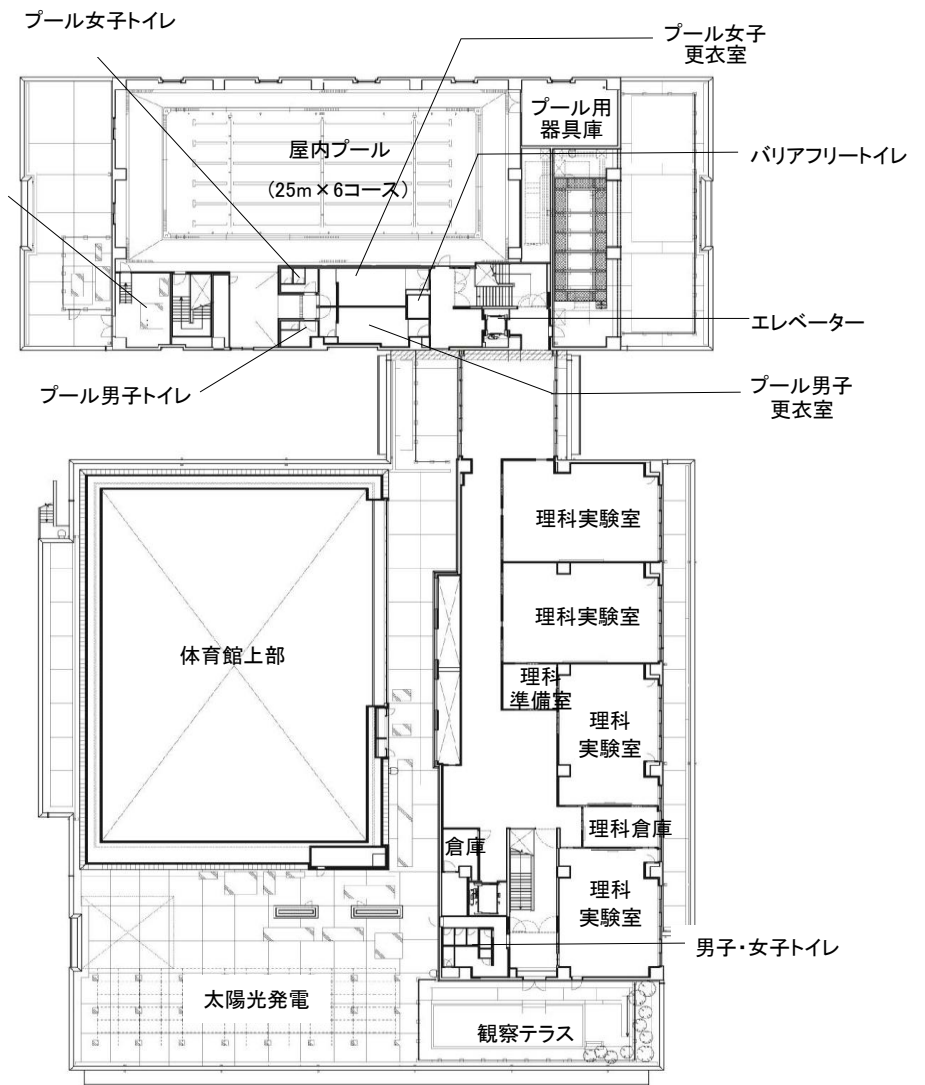 プール女子トイレ
プール女子
更衣室
プール用
器具庫
屋内プール
(25m×6コース)
バリアフリートイレ
エレベーター
プール男子トイレ
プール男子
更衣室
理科実験室
理科実験室
体育館上部
理科
準備室
理科
実験室
理科倉庫
倉庫
理科
実験室
男子・女子トイレ
太陽光発電
観察テラス